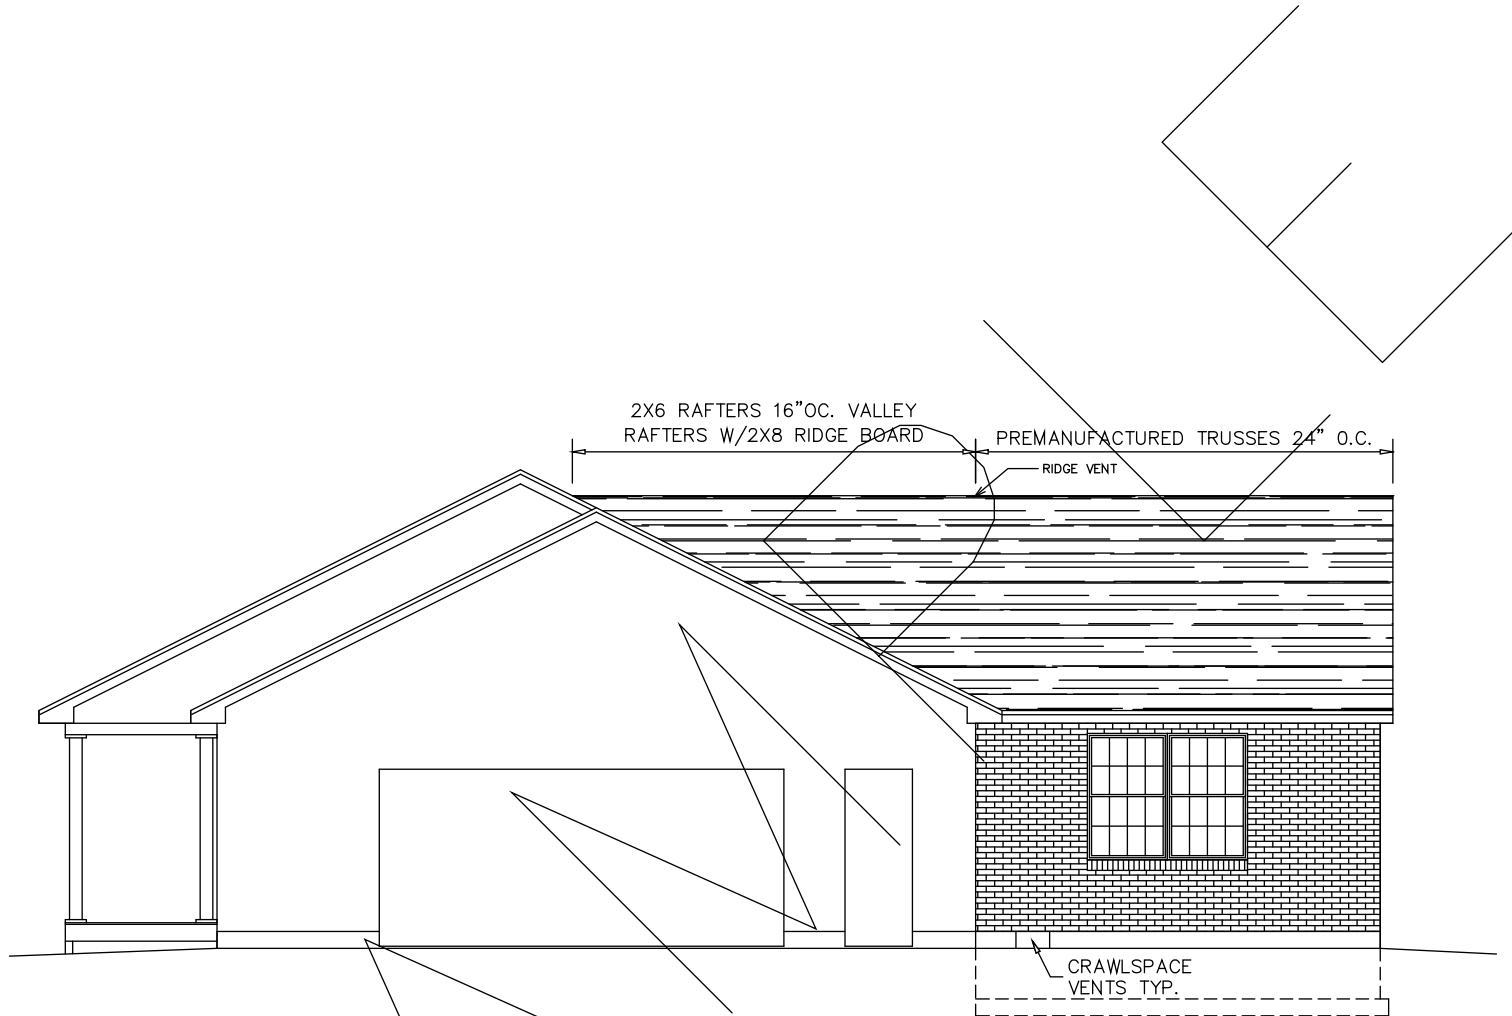 2X6 RAFTERS 16"OC. VALLEY
RAFTERS W/2X8 RIDGE BOARD
PREMANUFACTURED TRUSSES 24" O.C.
RIDGE VENT
CRAWLSPACE
VENTS TYP.